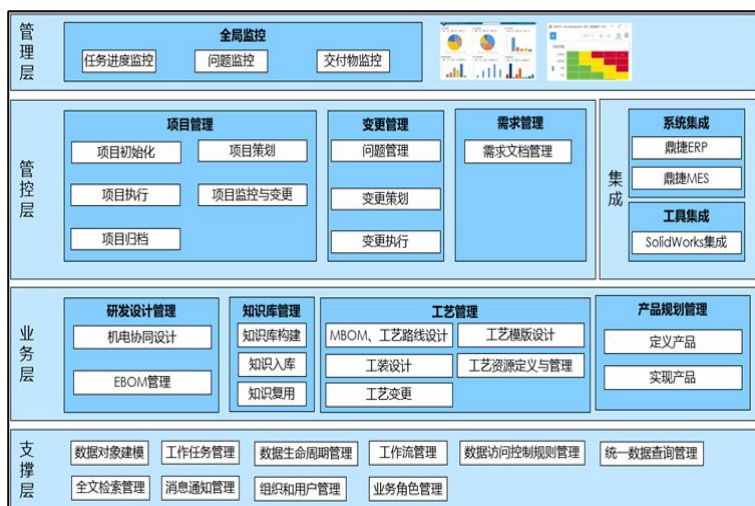 管理层
全局监控
任务进度监控
问题监控
交付物监控
管控层
项目管理
项目初始化
项目策划
项目执行
项目监控与变更
项目归档
变更管理
问题管理
变更策划
变更执行
需求管理
需求文档管理
集成
系统集成
鼎捷ERP
鼎捷MES
工具集成
SolidWorks集成
业务层
研发设计管理
机电协同设计
EBOM管理
知识库管理
知识库构建
知识入库
知识复用
工艺管理
MBOM、工艺路线设计
工艺模版设计
工装设计
工艺资源定义与管理
工艺变更
产品规划管理
定义产品
实现产品
支撑层
数据对象建模
工作任务管理
数据生命周期管理
工作流管理
数据访问控制规则管理
统一数据查询管理
全文检索管理
消息通知管理
组织和用户管理
业务角色管理